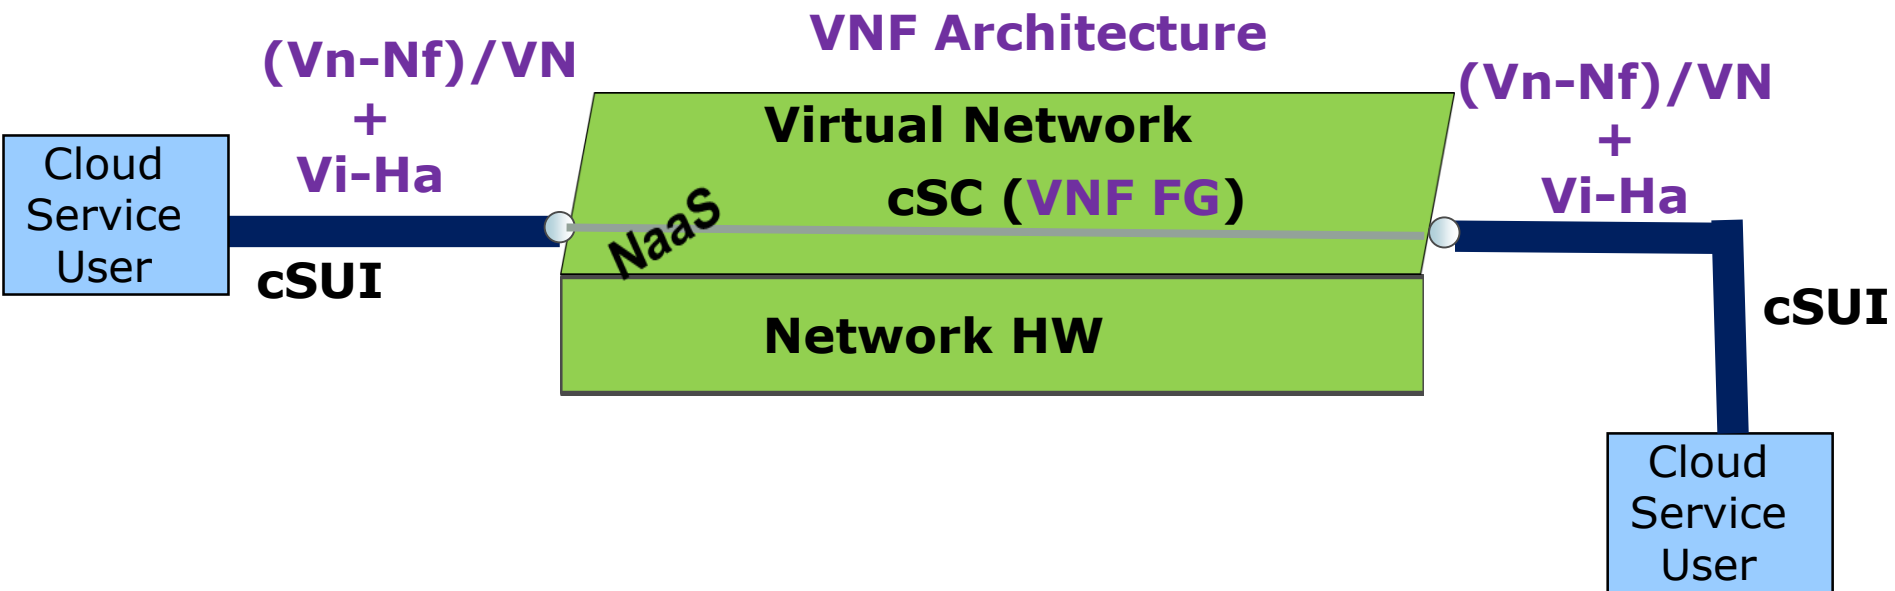 VNF Architecture
(Vn-Nf)/VN
+
Vi-Ha
Cloud
Service
User
cSUI
Virtual Network
cSC (VNF FG)
NaaS
Network HW
(Vn-Nf)/VN
+
Vi-Ha
cSUI
Cloud
Service
User